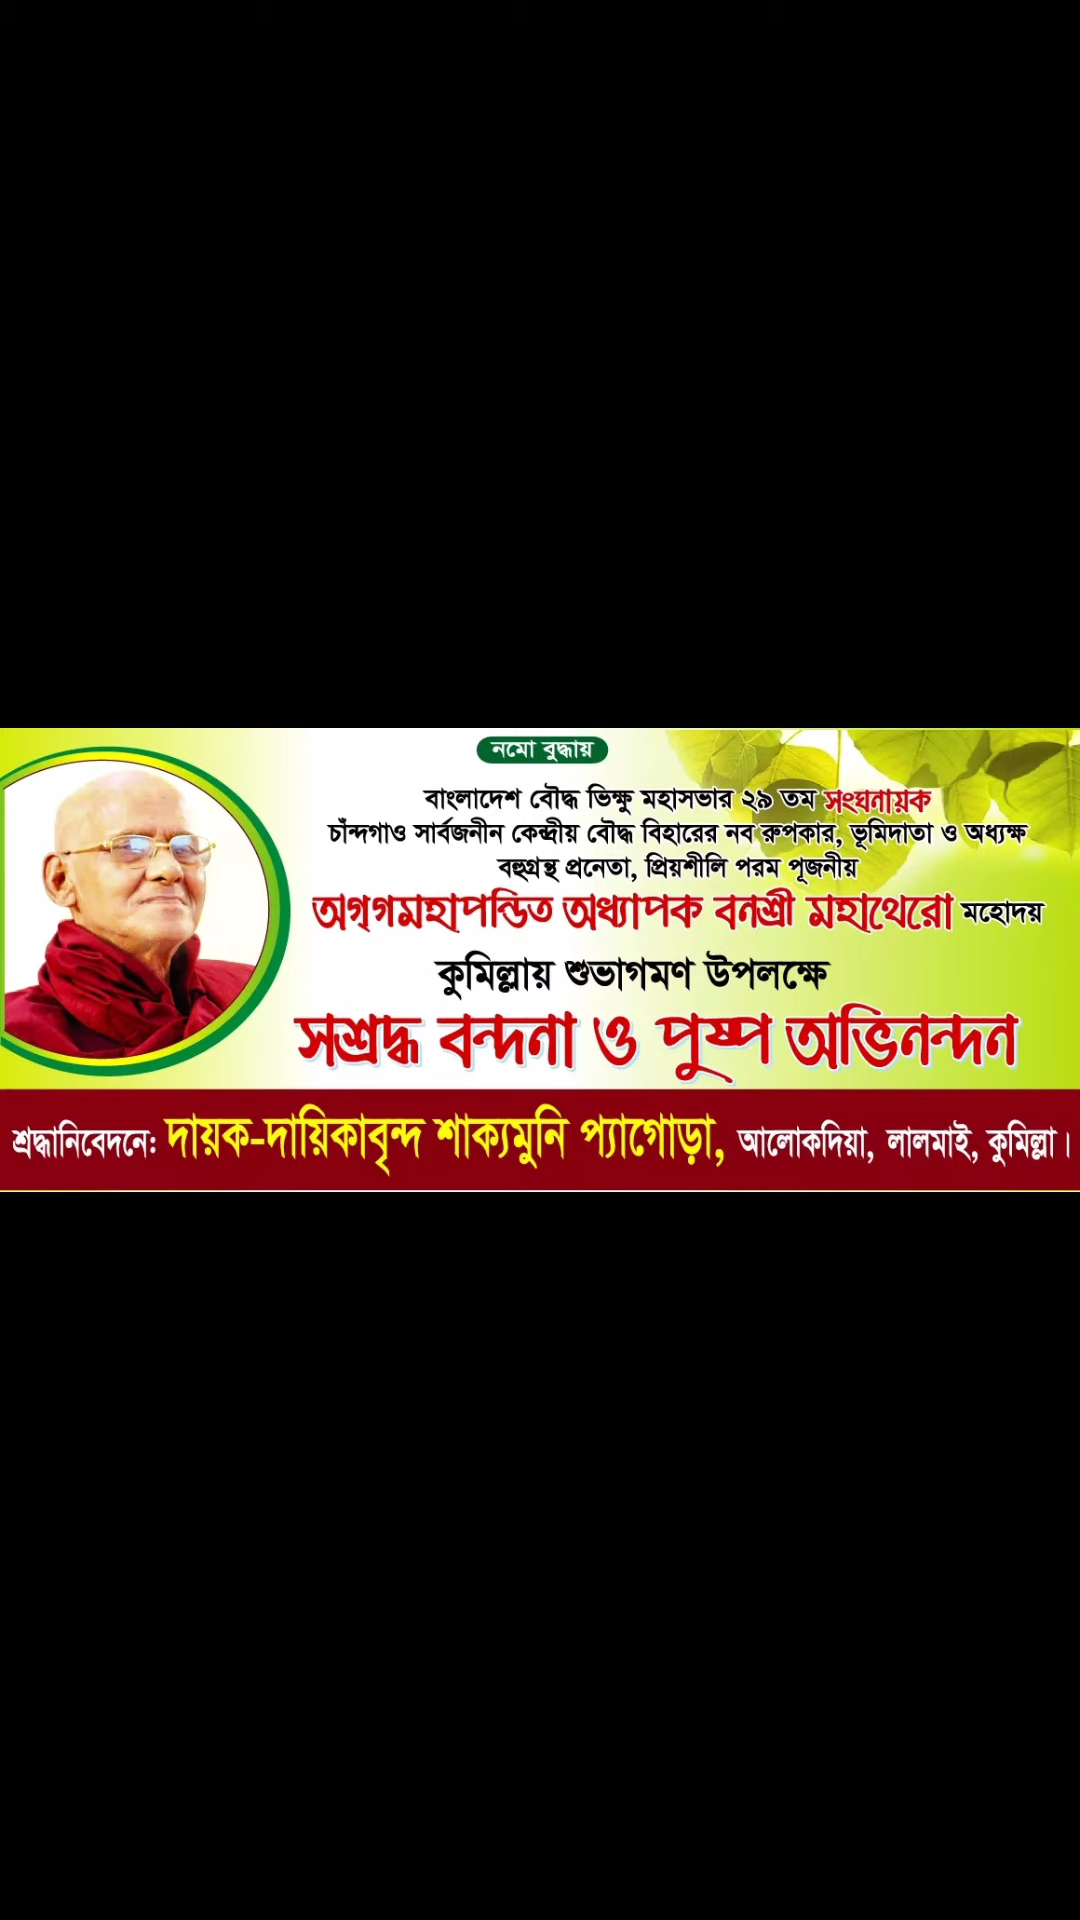 নমো বুদ্ধায়
বাংলাদেশ বৌদ্ধ ভিক্ষু মহাসভার ২৯ তম সংঘনায়ক
চাঁন্দগাও সার্বজনীন কেন্দ্রীয় বৌদ্ধ বিহারের নব রুপকার, ভূমিদাতা ও অধ্যক্ষ
বহুগ্রন্থ প্রনেতা, প্রিয়শীলি পরম পূজনীয়
অগ্গমহাপন্ডিত অধ্যাপক বনশ্রী মহাথেরো মহোদয়
কুমিল্লায় শুভাগমণ উপলক্ষে
সশ্রদ্ধ বন্দনা ও পুষ্প অভিনন্দন
শ্রদ্ধানিবেদনে: দায়ক-দায়িকাবৃন্দ শাক্যমুনি প্যাগোড়া, আলোকদিয়া, লালমাই, কুমিল্লা।